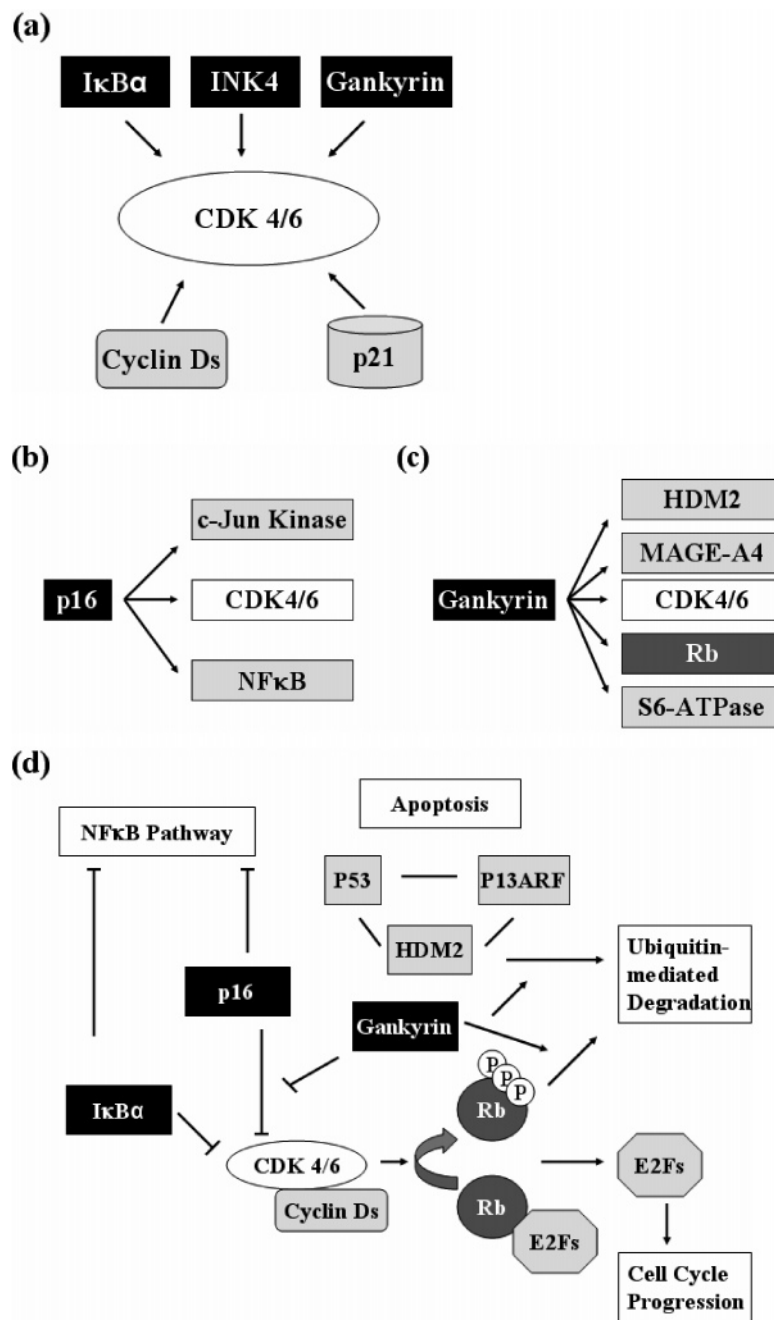 (a)
IκBα INK4 Gankyrin
CDK 4/6
Cyclin Ds p21
(b)
c-Jun Kinase
p16 CDK4/6
NFκB
(c)
HDM2
MAGE-A4
Gankyrin CDK4/6
Rb
S6-ATPase
(d)
Apoptosis
NFκB Pathway
P53 P13ARF
HDM2
Ubiquitin-
mediated
Degradation
p16
Gankyrin
P
P
P
Rb
IκBα
CDK 4/6
Cyclin Ds
Rb
E2Fs
E2Fs
Cell Cycle
Progression